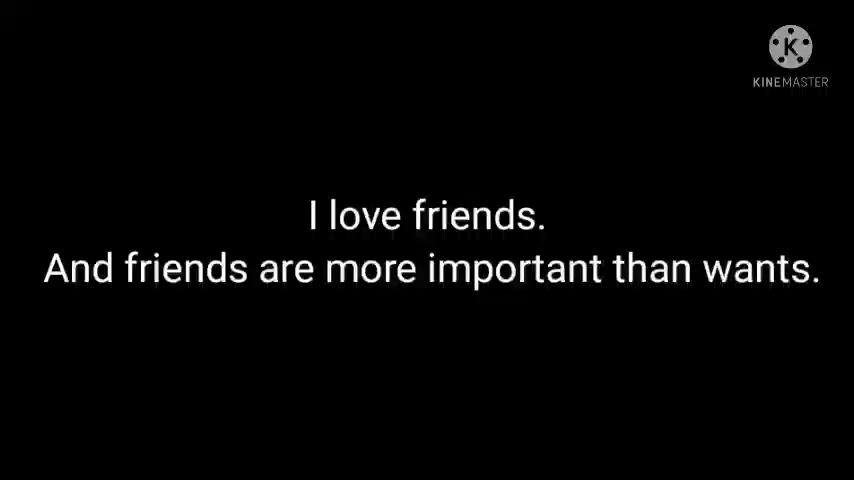 K
KINEMASTER
I love friends.
And friends are more important than wants.